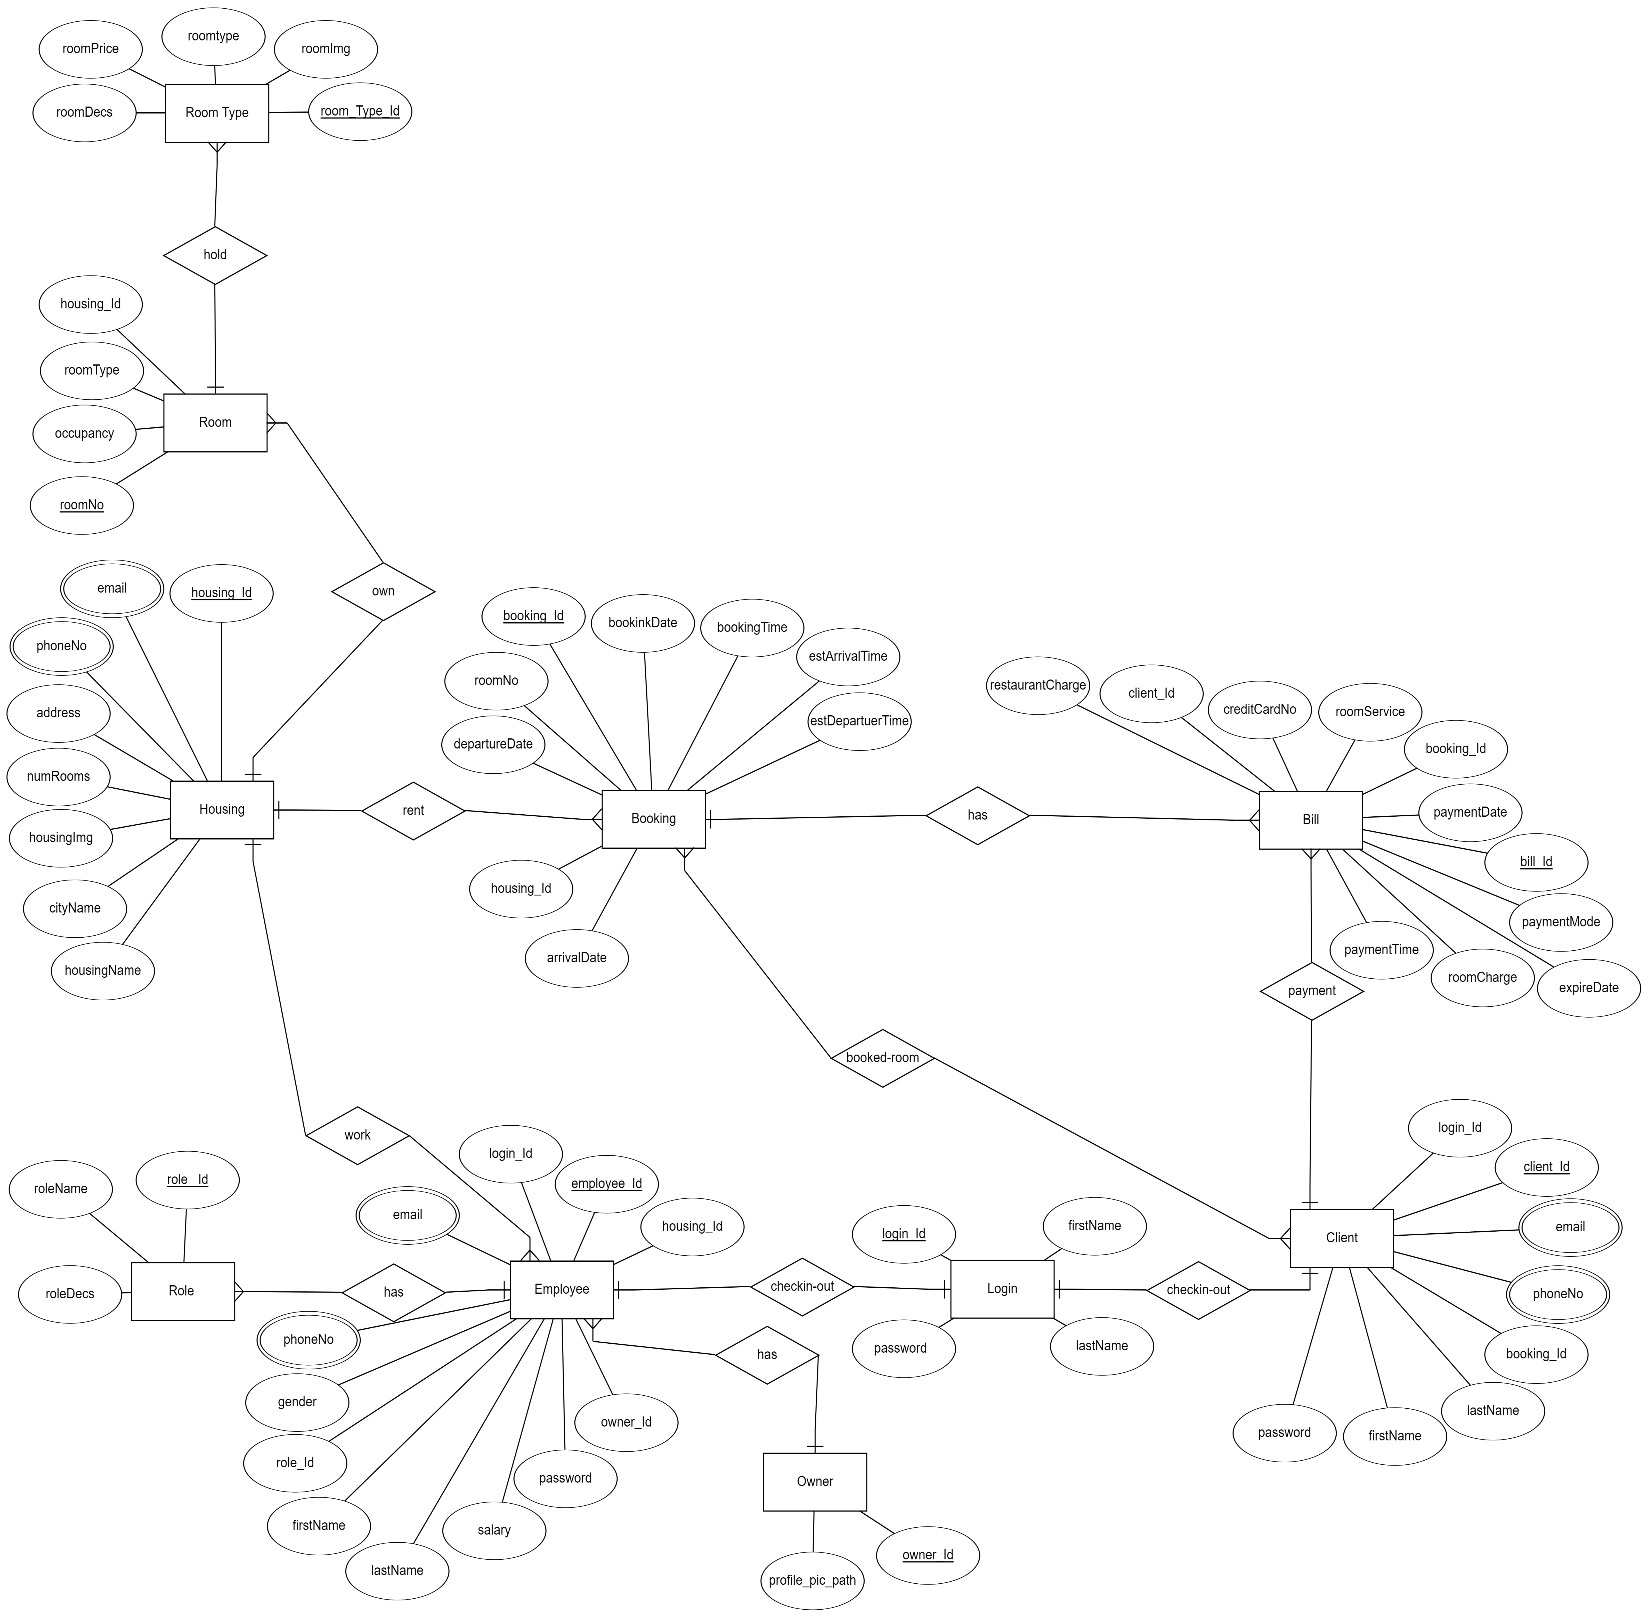 roomPrice
roomtype
roomImg
roomDecs
Room Type
room_Type_Id
hold
housing_Id
roomType
occupancy
Room
roomNo
own
email
housing_Id
phoneNo
address
numRooms
Housing
housingImg
cityName
housingName
rent
booking_Id
bookinkDate
bookingTime
estArrivalTime
roomNo
departureDate
estDepartuerTime
Booking
housing_Id
arrivalDate
has
restaurantCharge
client_Id
creditCardNo
roomService
booking_Id
paymentDate
Bill
bill_Id
paymentMode
paymentTime
roomCharge
expireDate
payment
booked-room
work
roleName
role_Id
roleDecs
Role
has
login_Id
employee_Id
email
housing_Id
Employee
phoneNo
gender
role_Id
firstName
lastName
salary
password
owner_Id
checkin-out
has
Owner
profile_pic_path
owner_Id
login_Id
firstName
Login
password
lastName
checkin-out
login_Id
client_Id
Client
email
phoneNo
booking_Id
lastName
firstName
password